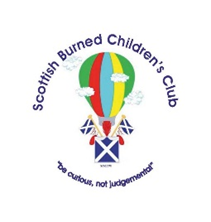 Scottish Burned Children's Club
"be curious, not judgemental"